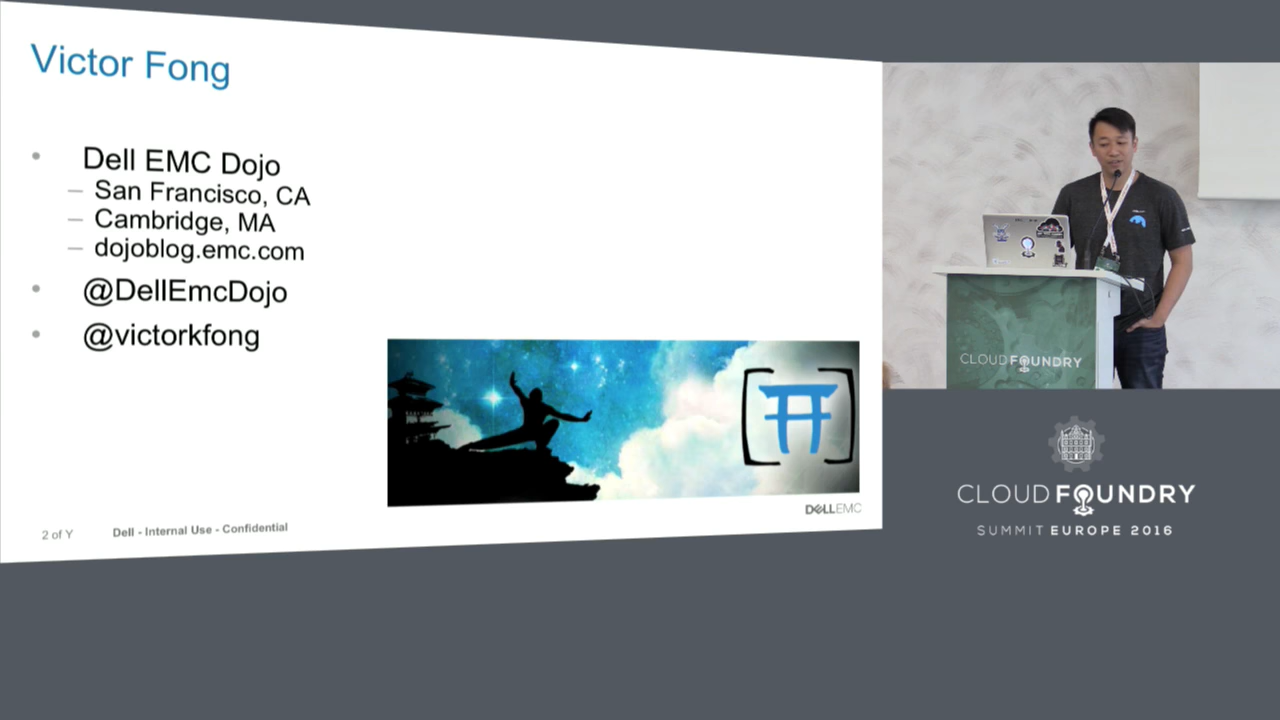 Victor Fong
• Dell EMC Dojo
– San Francisco, CA
– Cambridge, MA
– dojoblog.emc.com
• @DellEmcDojo
• @victorkfong
DELLEMC
2 of Y
Dell - Internal Use - Confidential
CLOUD FOUNDRY
CLOUD FOUNDRY
SUMMIT EUROPE 2016